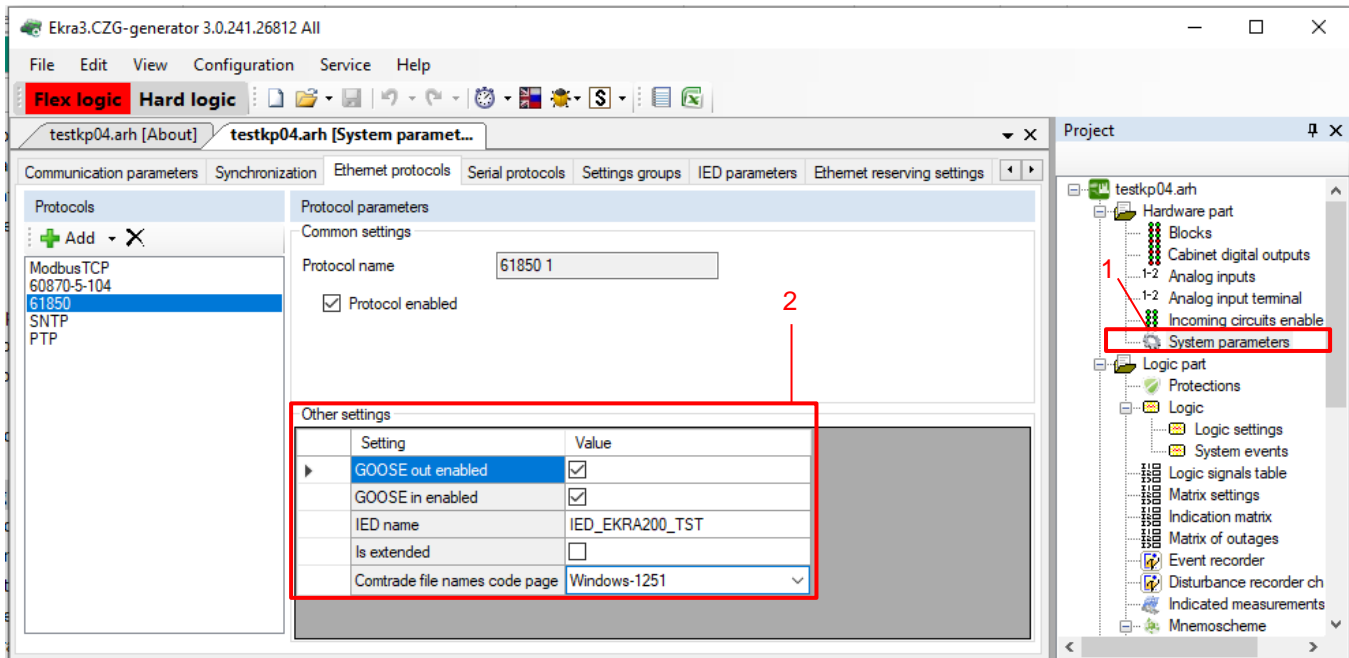 Ekra3.CZG-generator 3.0.241.26812 All
File Edit View Configuration Service Help
Flex logic Hard logic
testkp04.arh [About] testkp04.arh [System paramet...
Communication parameters Synchronization Ethernet protocols Serial protocols Settings groups IED parameters Ethernet reserving settings
Protocols
Add
ModbusTCP
60870-5-104
61850
SNTP
PTP
Protocol parameters
Common settings
Protocol name 61850 1
Protocol enabled
2
Other settings
Setting Value
GOOSE out enabled
GOOSE in enabled
IED name IED_EKRA200_TST
Is extended
Comtrade file names code page Windows-1251
Project
testkp04.arh
Hardware part
Blocks
Cabinet digital outputs
1
1-2 Analog inputs
1-2 Analog input terminal
Incoming circuits enable
System parameters
Logic part
Protections
Logic
Logic settings
System events
Logic signals table
Matrix settings
Indication matrix
Matrix of outages
Event recorder
Disturbance recorder ch
Indicated measurements
Mnemoscheme